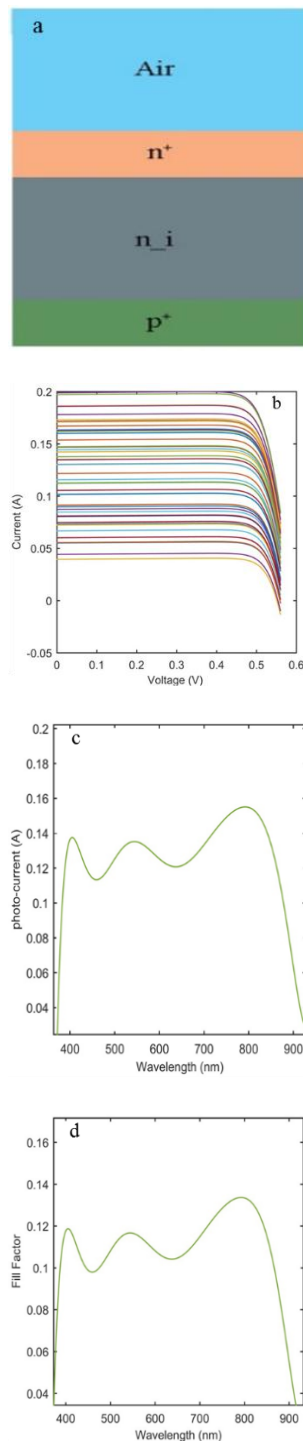 a
Air
n⁺
n_i
p⁺
b
0.2
0.15
0.1
0.05
0
-0.05
Current (A)
0 0.1 0.2 0.3 0.4 0.5 0.6
Voltage (V)
c
0.2
0.18
0.16
0.14
0.12
0.1
0.08
0.06
0.04
photo-current (A)
400 500 600 700 800 900
Wavelength (nm)
d
0.16
0.14
0.12
0.1
0.08
0.06
0.04
Fill Factor
400 500 600 700 800 900
Wavelength (nm)